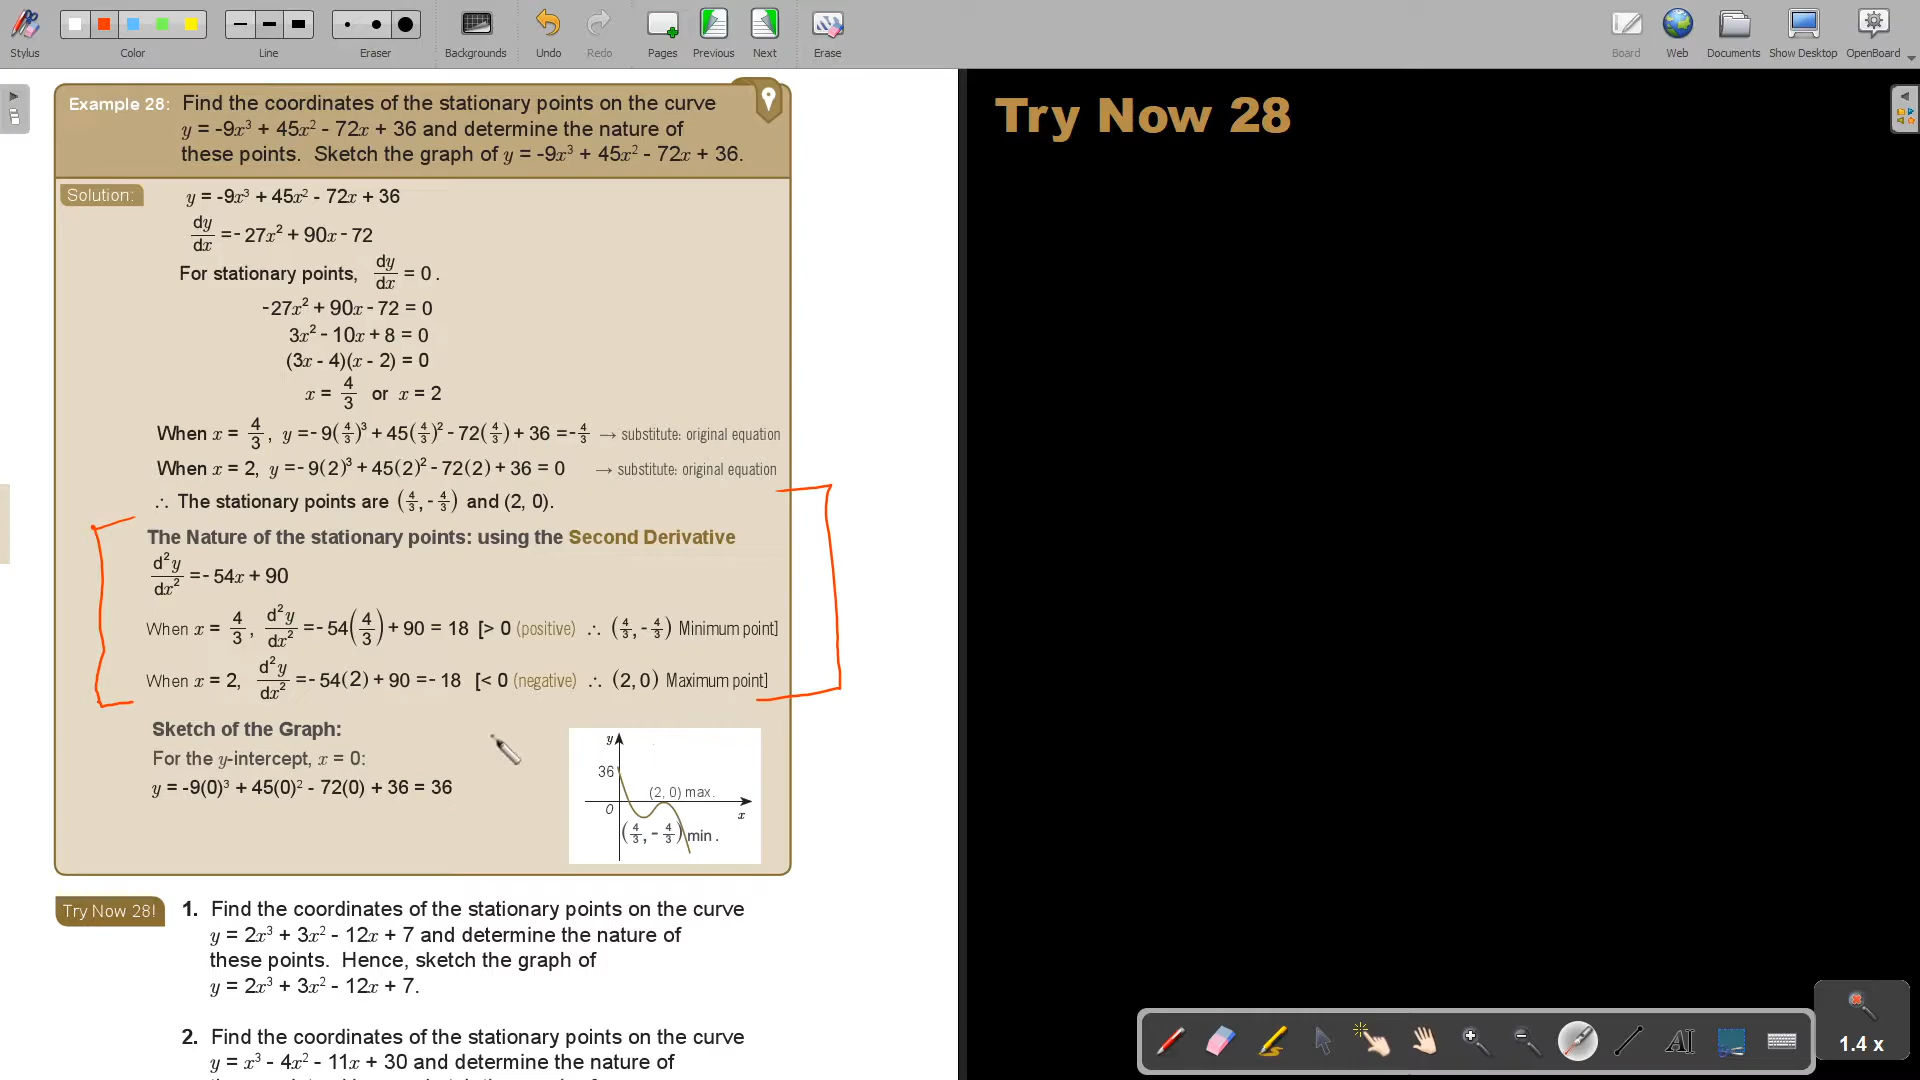 Stylus Color Line Eraser Backgrounds Undo Redo Pages Previous Next Erase Board Web Documents Show Desktop OpenBoard
Example 28: Find the coordinates of the stationary points on the curve
y = -9x³ + 45x² - 72x + 36 and determine the nature of
these points. Sketch the graph of y = -9x³ + 45x² - 72x + 36.
Solution:
y = -9x³ + 45x² - 72x + 36
dy/dx = -27x² + 90x - 72
For stationary points, dy/dx = 0.
-27x² + 90x - 72 = 0
3x² - 10x + 8 = 0
(3x - 4)(x - 2) = 0
x = 4/3 or x = 2
When x = 4/3, y = -9(4/3)³ + 45(4/3)² - 72(4/3) + 36 = -4/3 → substitute: original equation
When x = 2, y = -9(2)³ + 45(2)² - 72(2) + 36 = 0 → substitute: original equation
∴ The stationary points are (4/3, -4/3) and (2, 0).
The Nature of the stationary points: using the Second Derivative
d²y/dx² = -54x + 90
When x = 4/3, d²y/dx² = -54(4/3) + 90 = 18 [> 0 (positive) ∴ (4/3, -4/3) Minimum point]
When x = 2, d²y/dx² = -54(2) + 90 = -18 [< 0 (negative) ∴ (2, 0) Maximum point]
Sketch of the Graph:
For the y-intercept, x = 0:
y = -9(0)³ + 45(0)² - 72(0) + 36 = 36
y
36
(2, 0) max.
0
x
(4/3, -4/3) min.
Try Now 28!
1. Find the coordinates of the stationary points on the curve
y = 2x³ + 3x² - 12x + 7 and determine the nature of
these points. Hence, sketch the graph of
y = 2x³ + 3x² - 12x + 7.
2. Find the coordinates of the stationary points on the curve
y = x³ - 4x² - 11x + 30 and determine the nature of
Try Now 28
AI
1.4 x